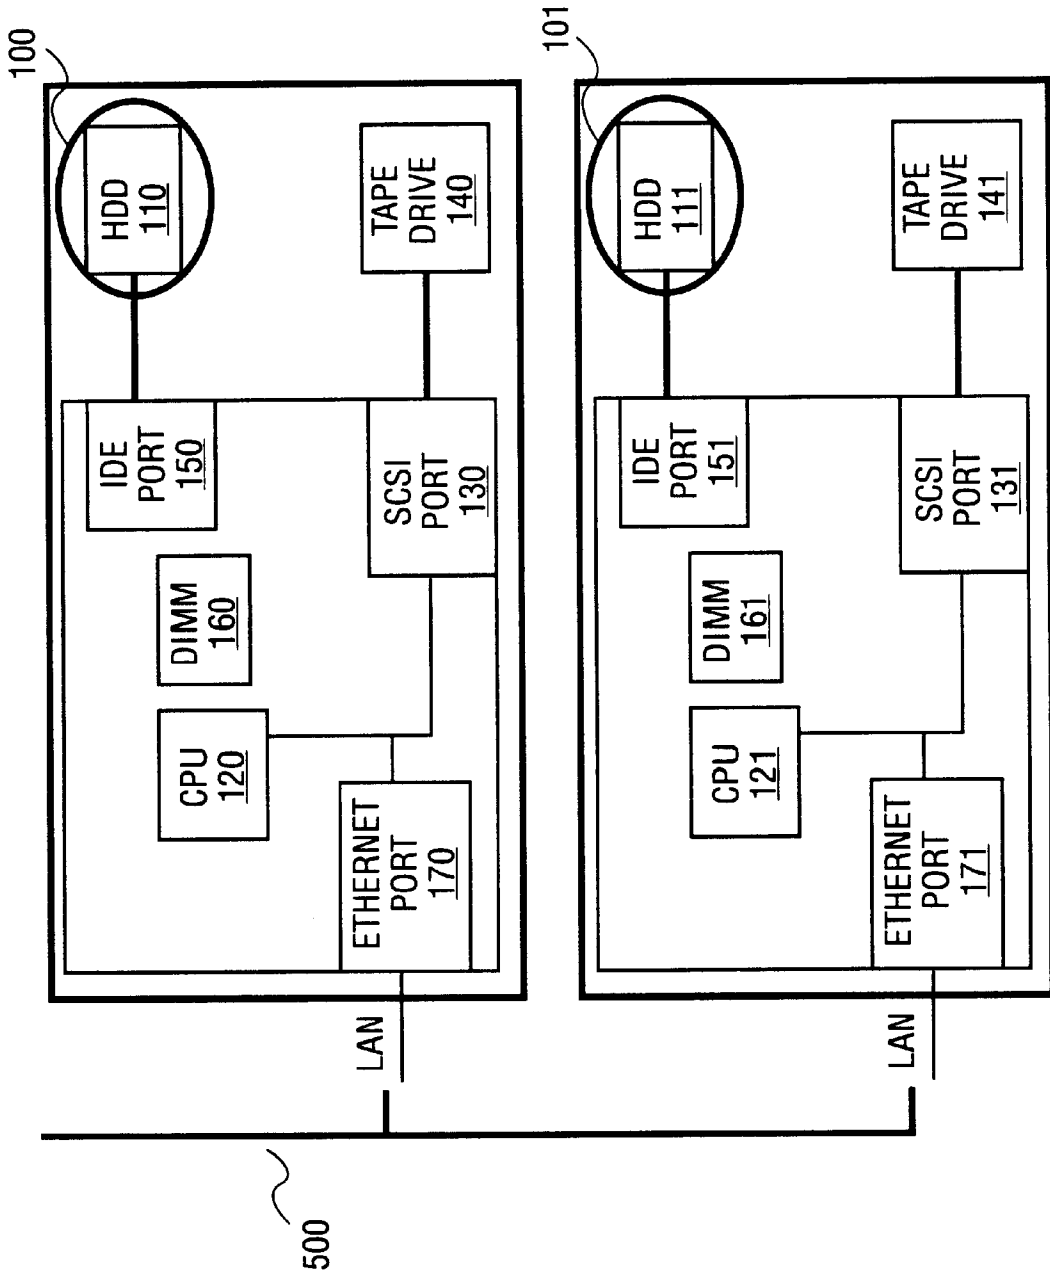 100
HDD
110
IDE
PORT
150
TAPE
DRIVE
140
DIMM
160
SCSI
PORT
130
CPU
120
ETHERNET
PORT
170
LAN
101
HDD
111
IDE
PORT
151
TAPE
DRIVE
141
DIMM
161
SCSI
PORT
131
CPU
121
ETHERNET
PORT
171
LAN
500